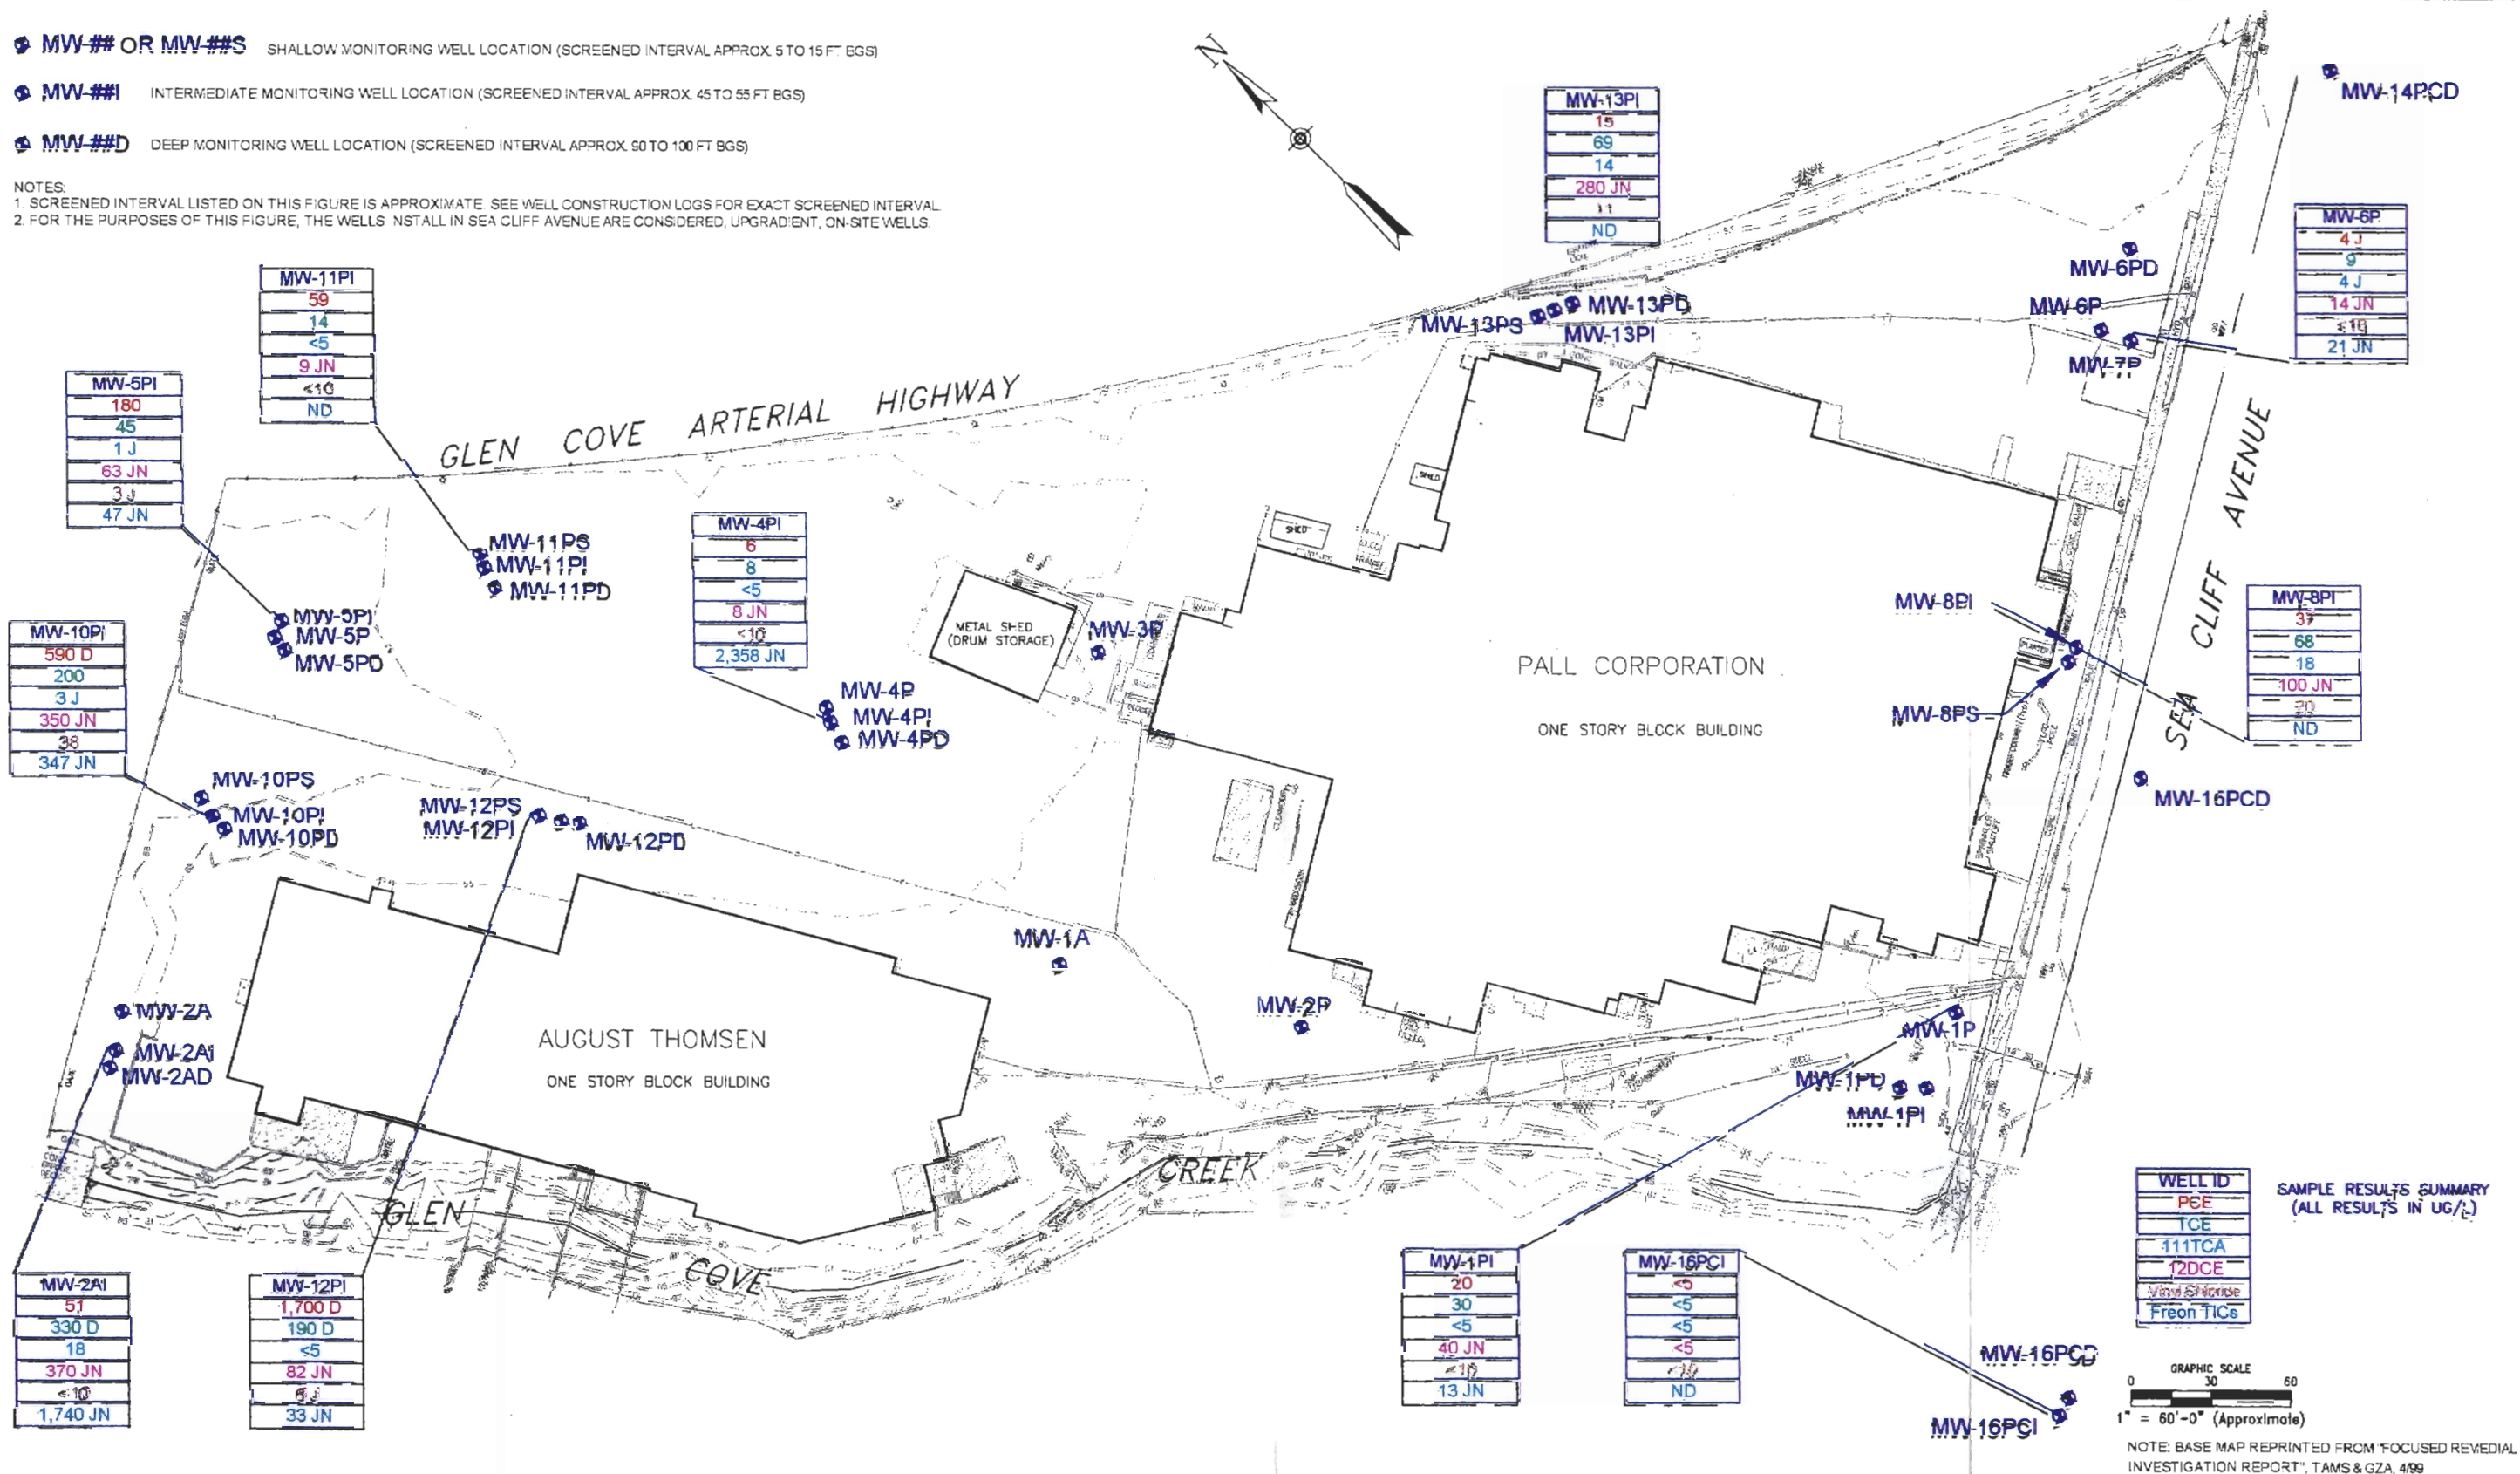 MW-## OR MW-##S SHALLOW MONITORING WELL LOCATION (SCREENED INTERVAL APPROX. 5 TO 15 FT BGS)
MW-##I INTERMEDIATE MONITORING WELL LOCATION (SCREENED INTERVAL APPROX. 45 TO 55 FT BGS)
MW-##D DEEP MONITORING WELL LOCATION (SCREENED INTERVAL APPROX. 90 TO 100 FT BGS)
NOTES:
1. SCREENED INTERVAL LISTED ON THIS FIGURE IS APPROXIMATE. SEE WELL CONSTRUCTION LOGS FOR EXACT SCREENED INTERVAL.
2. FOR THE PURPOSES OF THIS FIGURE, THE WELLS NSTALL IN SEA CLIFF AVENUE ARE CONSIDERED, UPGRADIENT, ON-SITE WELLS.
N
MW-14PCD
MW-13PI
15
69
14
280 JN
11
ND
MW-6P
4 J
9
4 J
14 JN
<10
21 JN
MW-6PD
MW-6P
MW-7P
MW-13PS
MW-13PD
MW-13PI
MW-11PI
59
14
<5
9 JN
<10
ND
MW-5PI
180
45
1 J
63 JN
3 J
47 JN
GLEN COVE ARTERIAL HIGHWAY
SEA CLIFF AVENUE
SHED
SHED
MW-11PS
MW-11PI
MW-11PD
MW-4PI
6
8
<5
8 JN
<10
2,358 JN
METAL SHED
(DRUM STORAGE)
MW-3P
MW-5PI
MW-5P
MW-5PD
MW-10PI
590 D
200
3 J
350 JN
38
347 JN
MW-4P
MW-4PI
MW-4PD
PALL CORPORATION
ONE STORY BLOCK BUILDING
MW-8PI
MW-8PS
PLANTER
MW-8PI
37
68
18
100 JN
20
ND
MW-15PCD
MW-10PS
MW-10PI
MW-10PD
MW-12PS
MW-12PI
MW-12PD
MW-1A
MW-2P
MW-2A
MW-2AI
MW-2AD
AUGUST THOMSEN
ONE STORY BLOCK BUILDING
MW-1P
MW-1PD
MW-1PI
GLEN COVE CREEK
MW-2AI
51
330 D
18
370 JN
<10
1,740 JN
MW-12PI
1,700 D
190 D
<5
82 JN
6 J
33 JN
MW-1PI
20
30
<5
40 JN
<10
13 JN
MW-16PCI
<5
<5
<5
<5
<10
ND
MW-16PCD
MW-16PCI
WELL ID
PCE
TCE
111TCA
12DCE
Vinyl Chloride
Freon TICs
SAMPLE RESULTS SUMMARY
(ALL RESULTS IN UG/L)
GRAPHIC SCALE
0 30 60
1" = 60'-0" (Approximate)
NOTE: BASE MAP REPRINTED FROM "FOCUSED REMEDIAL
INVESTIGATION REPORT", TAMS & GZA, 4/99